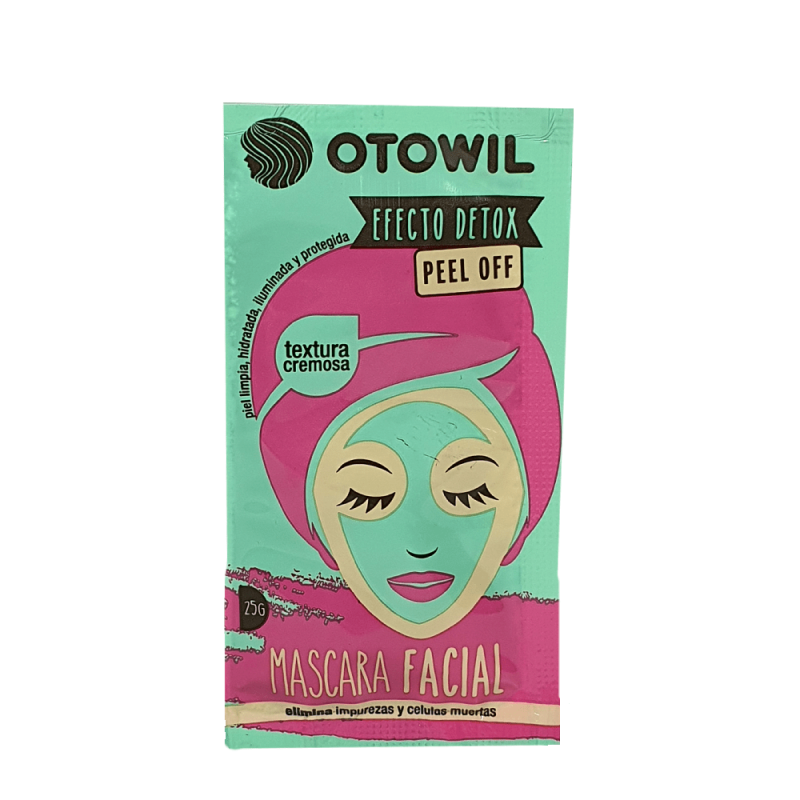 OTOWIL
EFECTO DETOX
PEEL OFF
piel limpia, hidratada, iluminada y protegida
textura
cremosa
25G
MASCARA FACIAL
elimina impurezas y celulas muertas